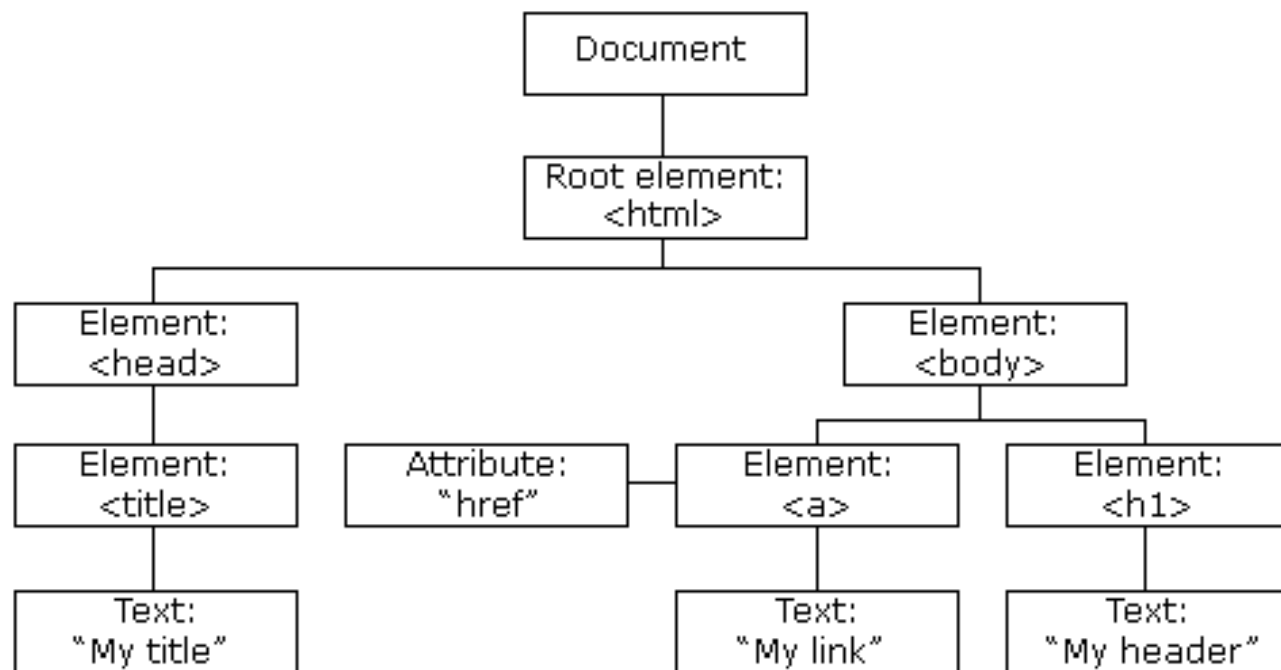 Document
Root element:
<html>
Element:
<head>
Element:
<body>
Element:
<title>
Attribute:
“href”
Element:
<a>
Element:
<h1>
Text:
“My title”
Text:
“My link”
Text:
“My header”